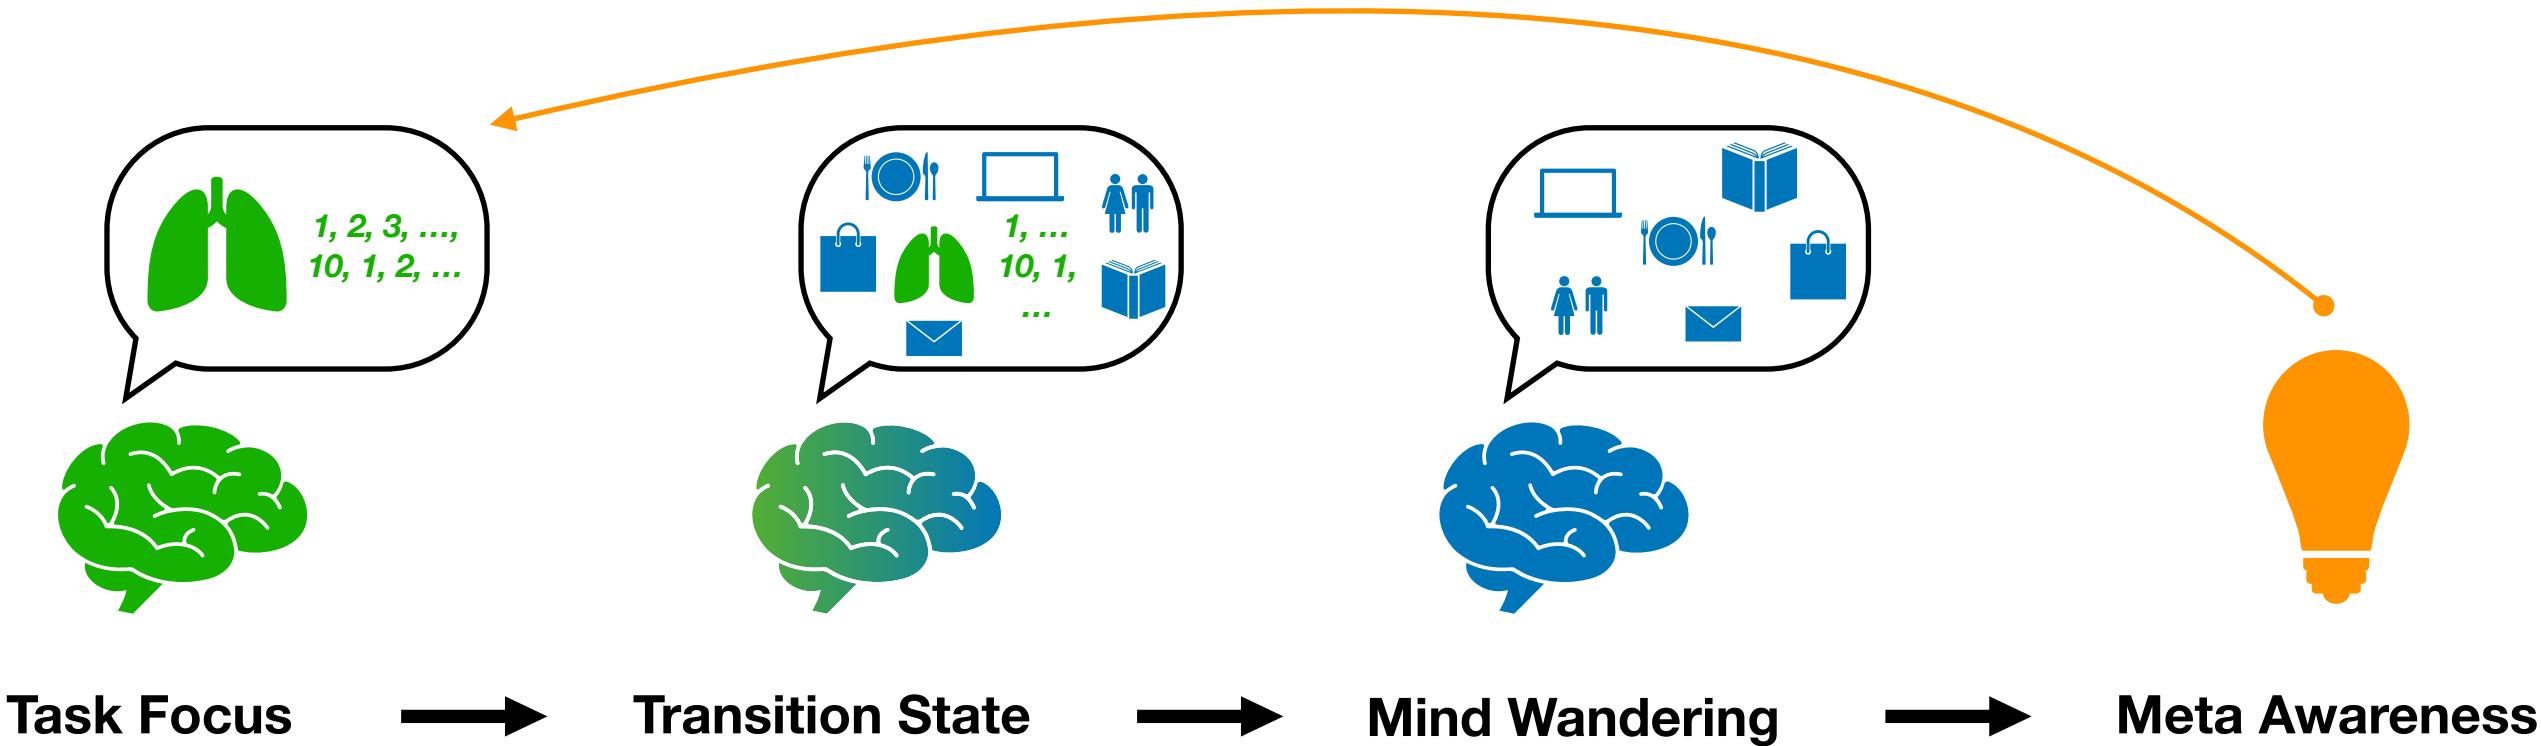 1, 2, 3, ...,
10, 1, 2, ...
1, ...
10, 1,
...
Task Focus
Transition State
Mind Wandering
Meta Awareness